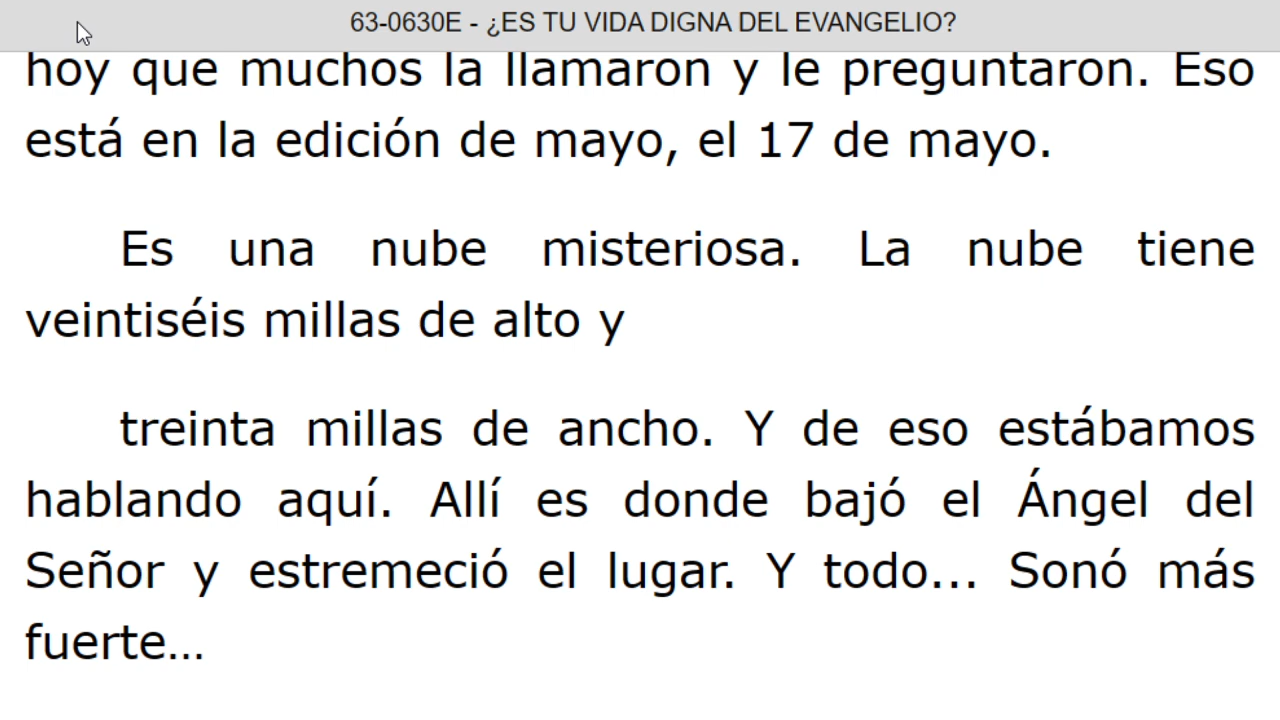 63-0630E - ¿ES TU VIDA DIGNA DEL EVANGELIO?
hoy que muchos la llamaron y le preguntaron. Eso
está en la edición de mayo, el 17 de mayo.
Es una nube misteriosa. La nube tiene
veintiséis millas de alto y
treinta millas de ancho. Y de eso estábamos
hablando aquí. Allí es donde bajó el Ángel del
Señor y estremeció el lugar. Y todo... Sonó más
fuerte...